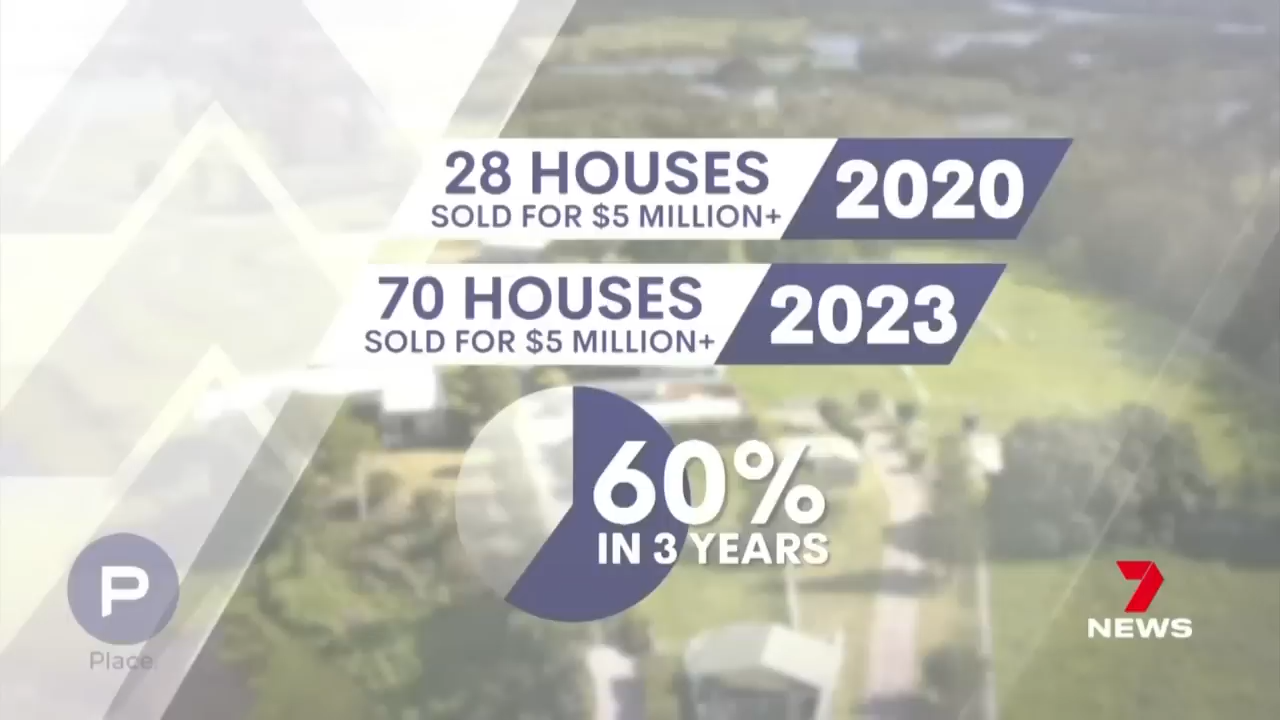 28 HOUSES
SOLD FOR $5 MILLION+
2020
70 HOUSES
SOLD FOR $5 MILLION+
2023
60%
IN 3 YEARS
P
Place
7
NEWS